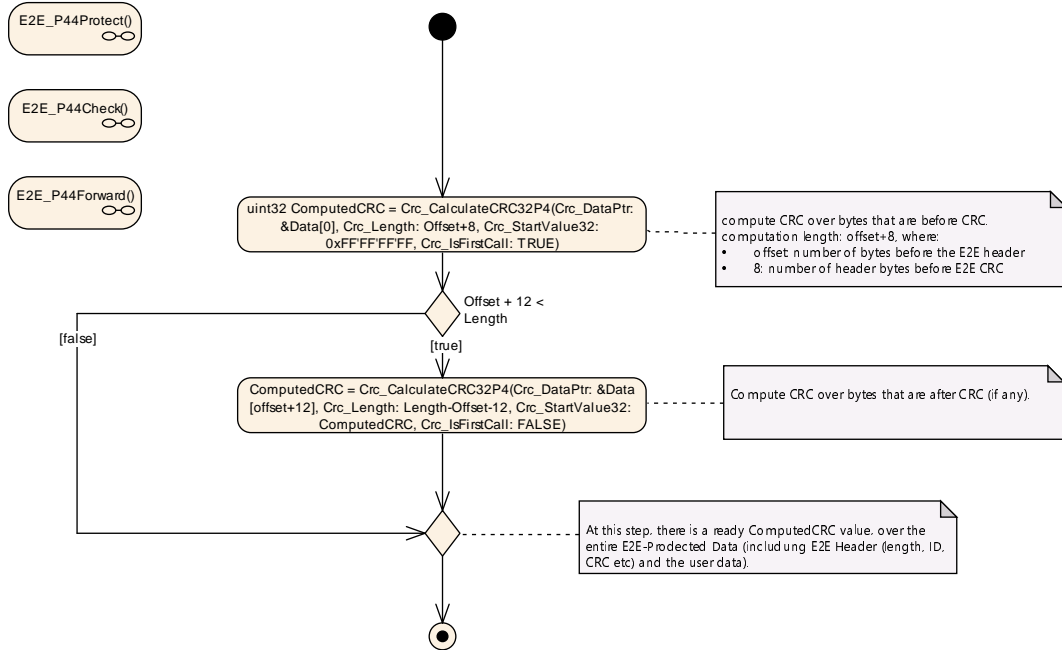 E2E_P44Protect()
E2E_P44Check()
E2E_P44Forward()
uint32 ComputedCRC = Crc_CalculateCRC32P4(Crc_DataPtr:
&Data[0], Crc_Length: Offset+8, Crc_StartValue32:
0xFF'FF'FF'FF, Crc_IsFirstCall: TRUE)
compute CRC over bytes that are before CRC.
computation length: offset+8, where:
• offset: number of bytes before the E2E header
• 8: number of header bytes before E2E CRC
Offset + 12 <
Length
[false]
[true]
ComputedCRC = Crc_CalculateCRC32P4(Crc_DataPtr: &Data
[offset+12], Crc_Length: Length-Offset-12, Crc_StartValue32:
ComputedCRC, Crc_IsFirstCall: FALSE)
Compute CRC over bytes that are after CRC (if any).
At this step, there is a ready ComputedCRC value, over the
entire E2E-Prodected Data (includung E2E Header (length, ID,
CRC etc) and the user data).